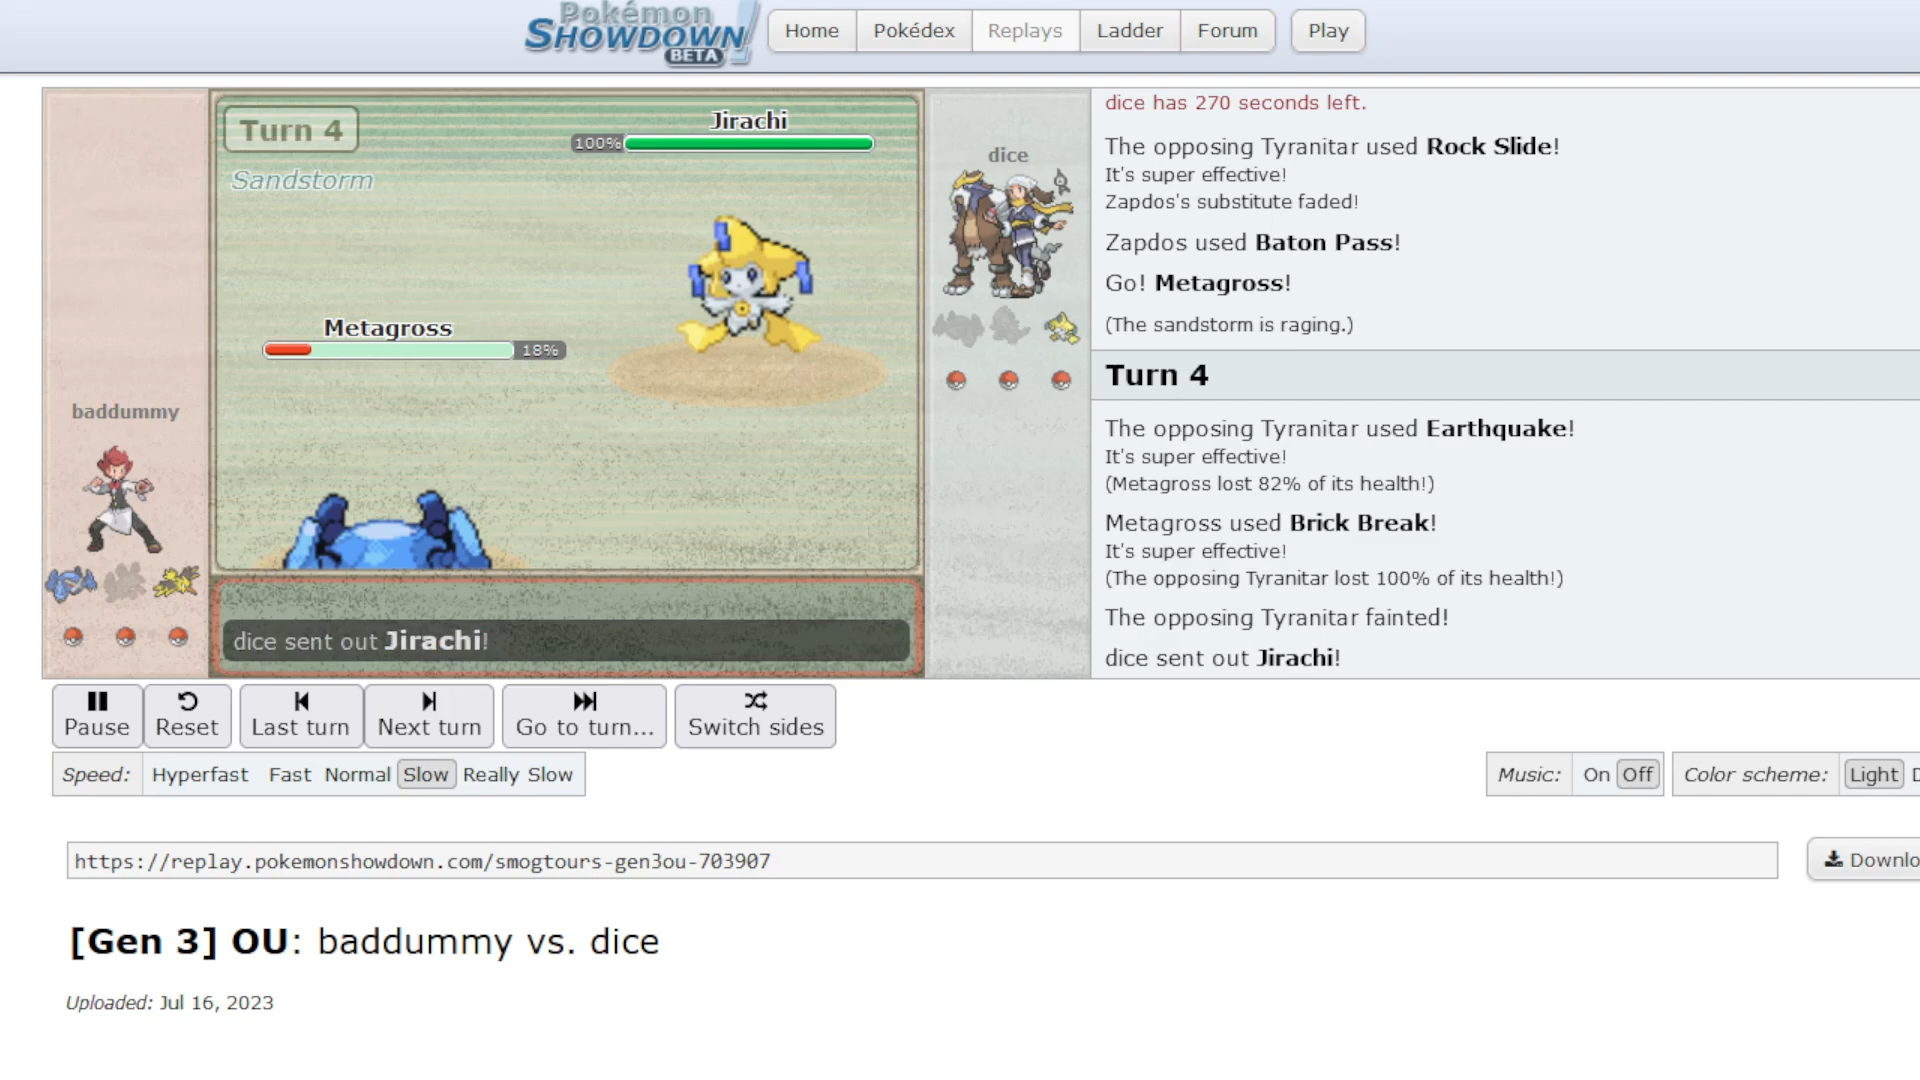 Pokémon
SHOWDOWN
BETA
Home
Pokédex
Replays
Ladder
Forum
Play
Turn 4
Sandstorm
Jirachi
100%
Metagross
18%
baddummy
dice
dice sent out Jirachi!
dice has 270 seconds left.
The opposing Tyranitar used Rock Slide!
It's super effective!
Zapdos's substitute faded!
Zapdos used Baton Pass!
Go! Metagross!
(The sandstorm is raging.)
Turn 4
The opposing Tyranitar used Earthquake!
It's super effective!
(Metagross lost 82% of its health!)
Metagross used Brick Break!
It's super effective!
(The opposing Tyranitar lost 100% of its health!)
The opposing Tyranitar fainted!
dice sent out Jirachi!
Pause
Reset
Last turn
Next turn
Go to turn...
Switch sides
Speed: Hyperfast Fast Normal Slow Really Slow
Music: On Off
Color scheme: Light D
https://replay.pokemonshowdown.com/smogtours-gen3ou-703907
Downlo
[Gen 3] OU: baddummy vs. dice
Uploaded: Jul 16, 2023